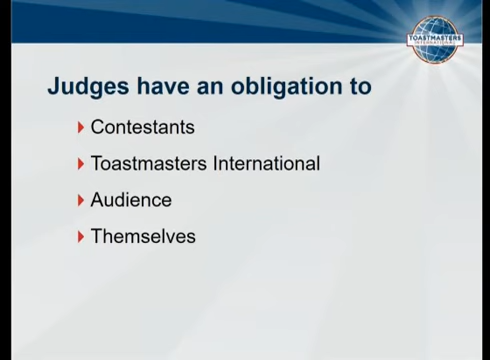 TOASTMASTERS
INTERNATIONAL
Judges have an obligation to
Contestants
Toastmasters International
Audience
Themselves